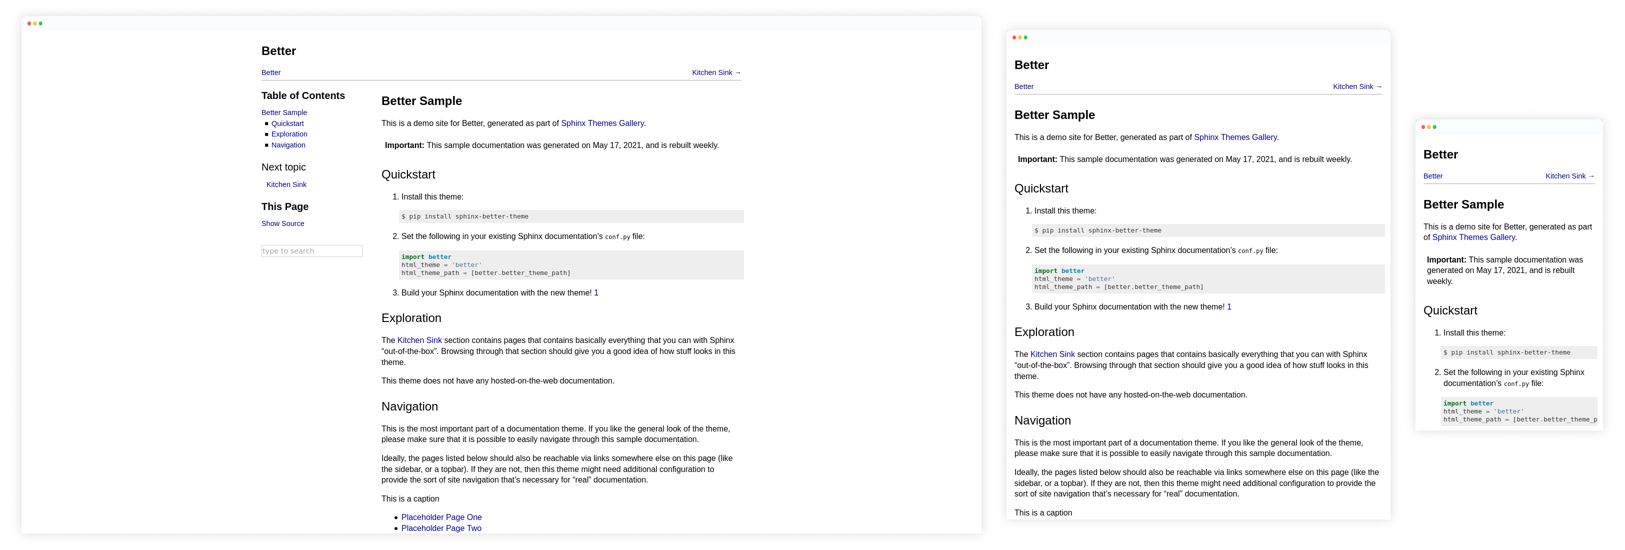 Better
Better
Kitchen Sink →
Table of Contents
Better Sample
Quickstart
Exploration
Navigation
Next topic
Kitchen Sink
This Page
Show Source
type to search
Better Sample
This is a demo site for Better, generated as part of Sphinx Themes Gallery.
Important: This sample documentation was generated on May 17, 2021, and is rebuilt weekly.
Quickstart
1. Install this theme:
$ pip install sphinx-better-theme
2. Set the following in your existing Sphinx documentation’s conf.py file:
import better
html_theme = 'better'
html_theme_path = [better.better_theme_path]
3. Build your Sphinx documentation with the new theme! 1
Exploration
The Kitchen Sink section contains pages that contains basically everything that you can with Sphinx
“out-of-the-box”. Browsing through that section should give you a good idea of how stuff looks in this
theme.
This theme does not have any hosted-on-the-web documentation.
Navigation
This is the most important part of a documentation theme. If you like the general look of the theme,
please make sure that it is possible to easily navigate through this sample documentation.
Ideally, the pages listed below should also be reachable via links somewhere else on this page (like
the sidebar, or a topbar). If they are not, then this theme might need additional configuration to
provide the sort of site navigation that’s necessary for “real” documentation.
This is a caption
Placeholder Page One
Placeholder Page Two
Better
Better
Kitchen Sink →
Better Sample
This is a demo site for Better, generated as part of Sphinx Themes Gallery.
Important: This sample documentation was generated on May 17, 2021, and is rebuilt weekly.
Quickstart
1. Install this theme:
$ pip install sphinx-better-theme
2. Set the following in your existing Sphinx documentation’s conf.py file:
import better
html_theme = 'better'
html_theme_path = [better.better_theme_path]
3. Build your Sphinx documentation with the new theme! 1
Exploration
The Kitchen Sink section contains pages that contains basically everything that you can with Sphinx
“out-of-the-box”. Browsing through that section should give you a good idea of how stuff looks in this
theme.
This theme does not have any hosted-on-the-web documentation.
Navigation
This is the most important part of a documentation theme. If you like the general look of the theme,
please make sure that it is possible to easily navigate through this sample documentation.
Ideally, the pages listed below should also be reachable via links somewhere else on this page (like the
sidebar, or a topbar). If they are not, then this theme might need additional configuration to provide the
sort of site navigation that’s necessary for “real” documentation.
This is a caption
Better
Better
Kitchen Sink →
Better Sample
This is a demo site for Better, generated as part
of Sphinx Themes Gallery.
Important: This sample documentation was
generated on May 17, 2021, and is rebuilt
weekly.
Quickstart
1. Install this theme:
$ pip install sphinx-better-theme
2. Set the following in your existing Sphinx
documentation’s conf.py file:
import better
html_theme = 'better'
html_theme_path = [better.better_theme_p